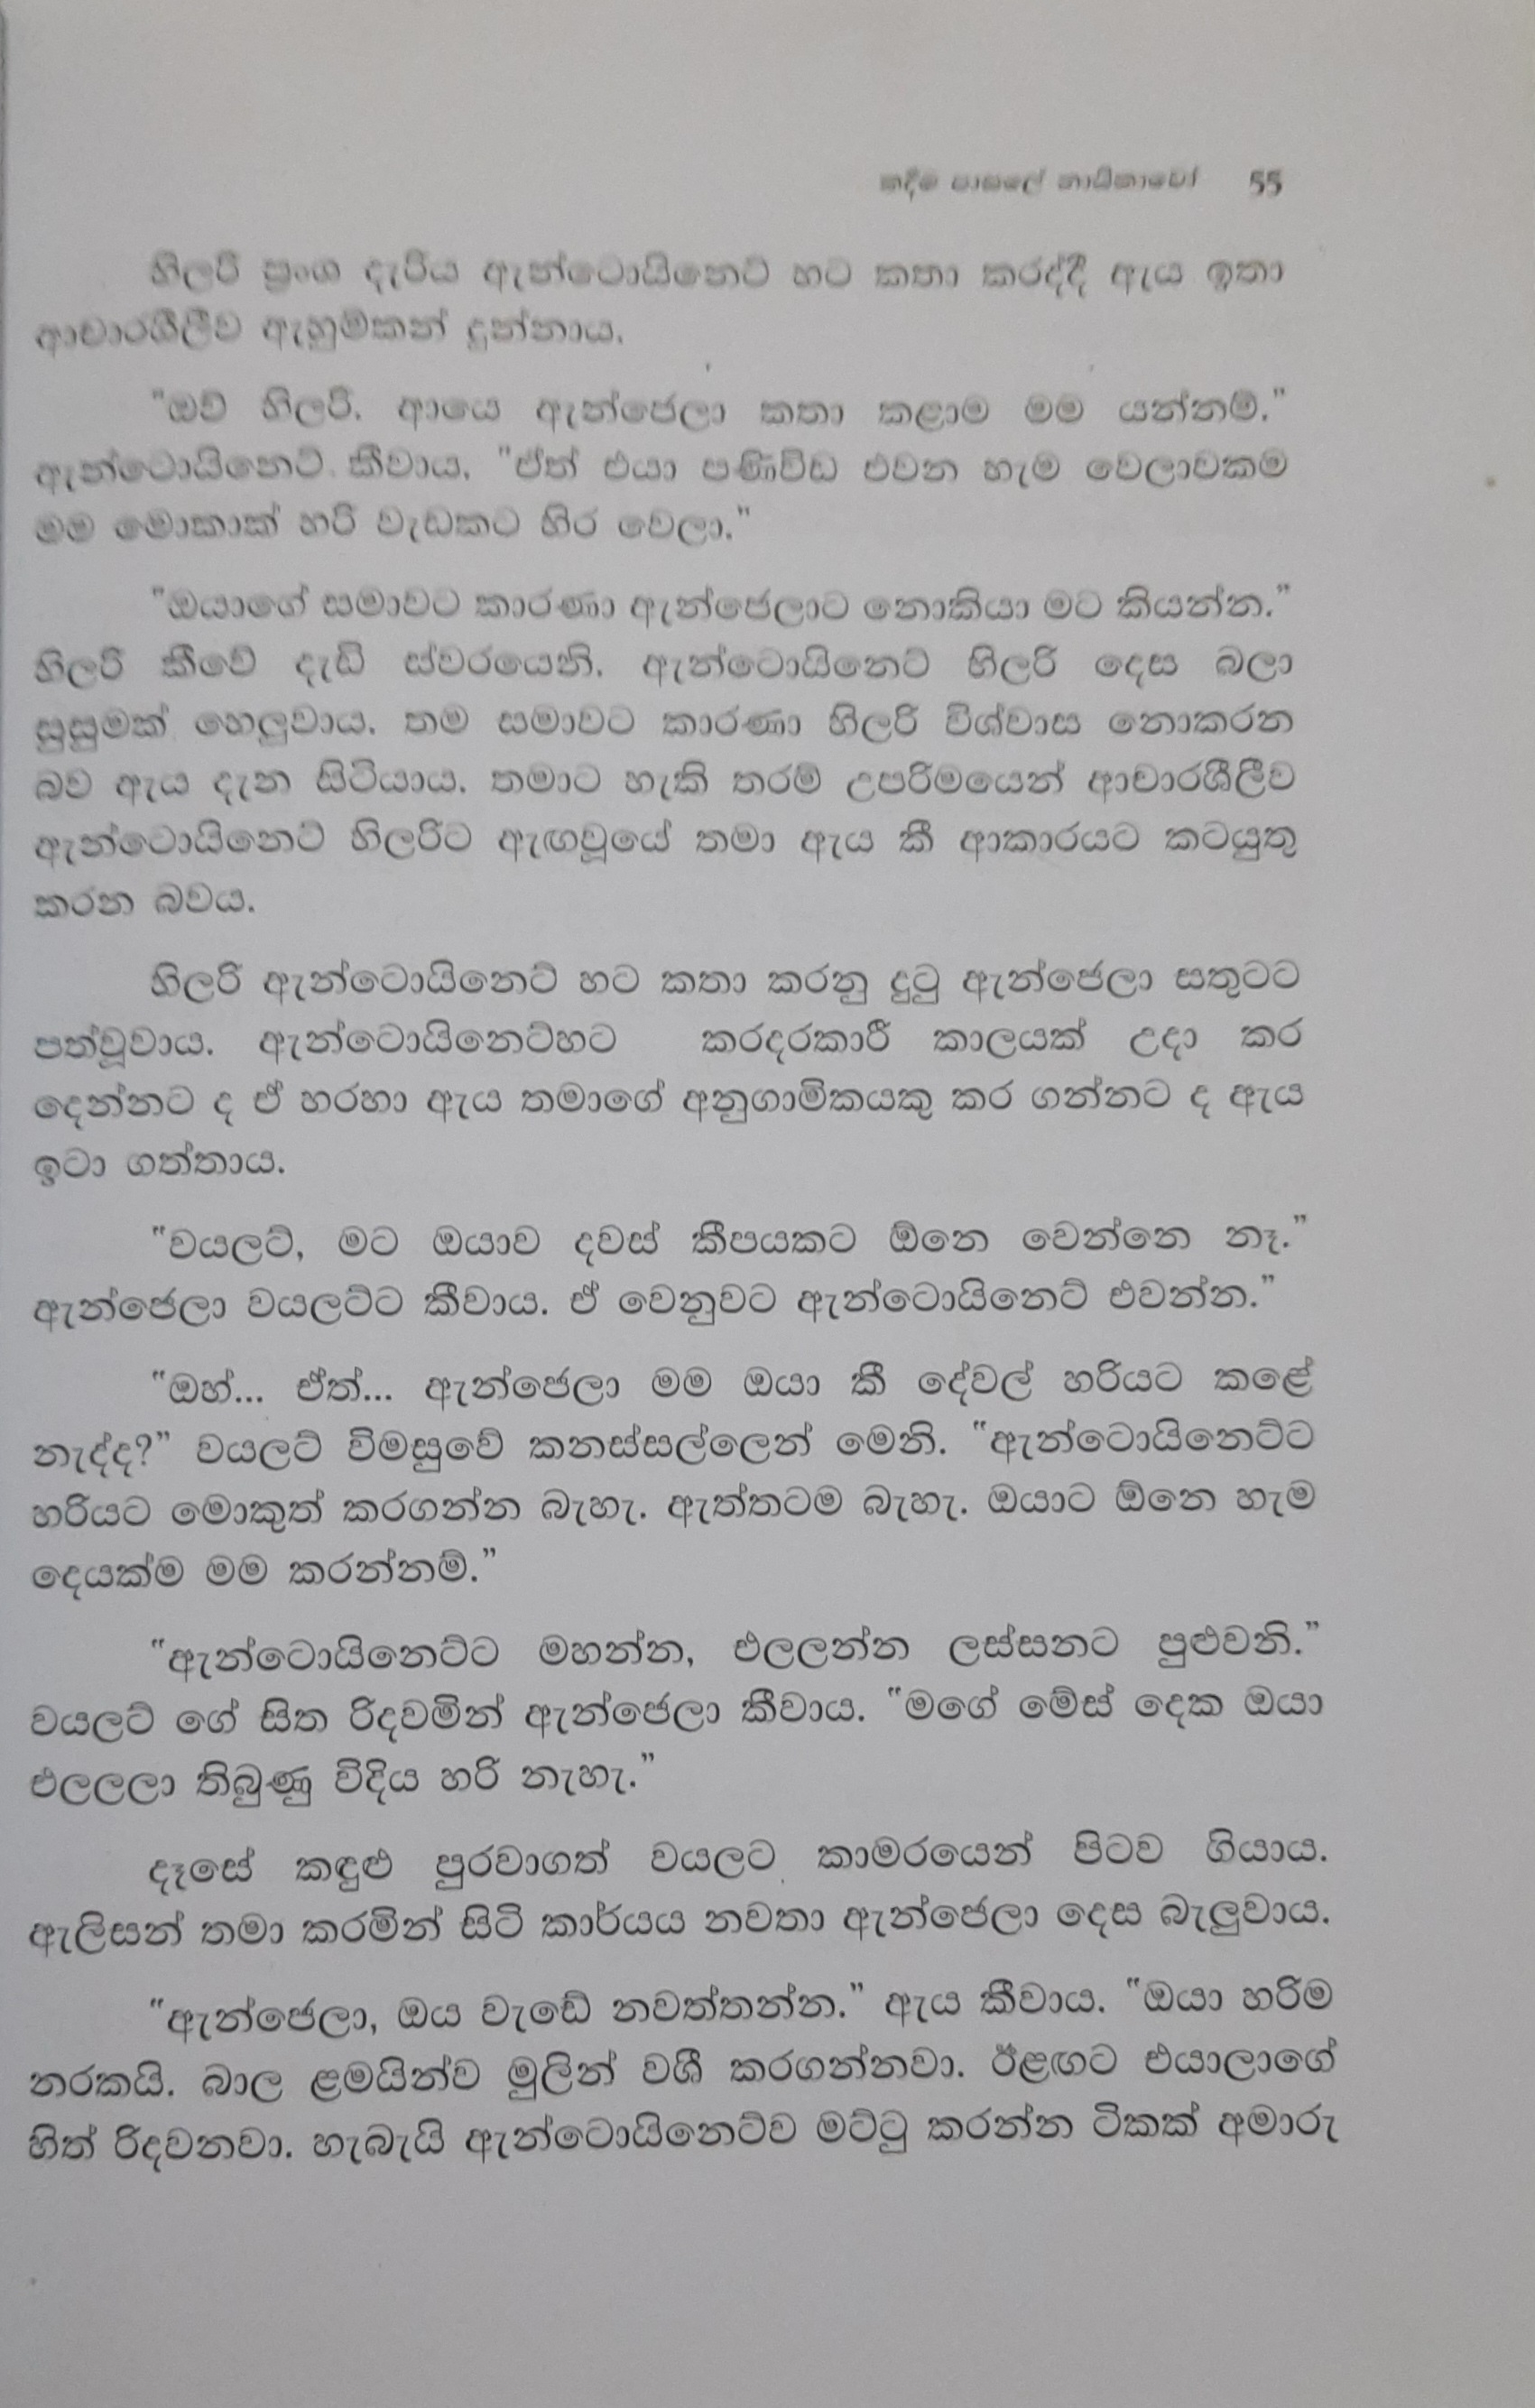 කදිම පාසලේ නායිකාවෝ 55
හිලරි ප්‍රංශ දැරිය ඇන්ටොයිනෙට් හට කතා කරද්දී ඇය ඉතා
ආචාරශීලීව ඇහුම්කන් දුන්නාය.
"ඔව් හිලරි. ආයෙ ඇන්ජෙලා කතා කළාම මම යන්නම්."
ඇන්ටොයිනෙට් කීවාය. "ඒත් එයා පණිවිඩ එවන හැම වෙලාවකම
මම මොකාක් හරි වැඩකට හිර වෙලා."
"ඔයාගේ සමාවට කාරණා ඇන්ජෙලාට නොකියා මට කියන්න."
හිලරි කීවේ දැඩි ස්වරයෙනි. ඇන්ටොයිනෙට් හිලරි දෙස බලා
සුසුමක් හෙලුවාය. තම සමාවට කාරණා හිලරි විශ්වාස නොකරන
බව ඇය දැන සිටියාය. තමාට හැකි තරම් උපරිමයෙන් ආචාරශීලීව
ඇන්ටොයිනෙට් හිලරිට ඇඟවූයේ තමා ඇය කී ආකාරයට කටයුතු
කරන බවය.
හිලරි ඇන්ටොයිනෙට් හට කතා කරනු දුටු ඇන්ජෙලා සතුටට
පත්වූවාය. ඇන්ටොයිනෙට්හට කරදරකාරී කාලයක් උදා කර
දෙන්නට ද ඒ හරහා ඇය තමාගේ අනුගාමිකයකු කර ගන්නට ද ඇය
ඉටා ගත්තාය.
"වයලට්, මට ඔයාව දවස් කීපයකට ඕනෙ වෙන්නෙ නෑ."
ඇන්ජෙලා වයලට්ට කීවාය. ඒ වෙනුවට ඇන්ටොයිනෙට් එවන්න."
"ඔහ්... ඒත්... ඇන්ජෙලා මම ඔයා කී දේවල් හරියට කළේ
නැද්ද?" වයලට් විමසුවේ කනස්සල්ලෙන් මෙනි. "ඇන්ටොයිනෙට්ට
හරියට මොකුත් කරගන්න බැහැ. ඇත්තටම බැහැ. ඔයාට ඕනෙ හැම
දෙයක්ම මම කරන්නම්."
"ඇන්ටොයිනෙට්ට මහන්න, එලලන්න ලස්සනට පුළුවනි."
වයලට් ගේ සිත රිදවමින් ඇන්ජෙලා කීවාය. "මගේ මේස් දෙක ඔයා
එලලලා තිබුණු විදිය හරි නැහැ."
දෑසේ කඳුළු පුරවාගත් වයලට කාමරයෙන් පිටව ගියාය.
ඇලිසන් තමා කරමින් සිටි කාර්යය නවතා ඇන්ජෙලා දෙස බැලුවාය.
"ඇන්ජෙලා, ඔය වැඩේ නවත්තන්න." ඇය කීවාය. "ඔයා හරිම
නරකයි. බාල ළමයින්ව මුලින් වශී කරගන්නවා. ඊළඟට එයාලාගේ
හිත් රිදවනවා. හැබැයි ඇන්ටොයිනෙට්ව මට්ටු කරන්න ටිකක් අමාරු